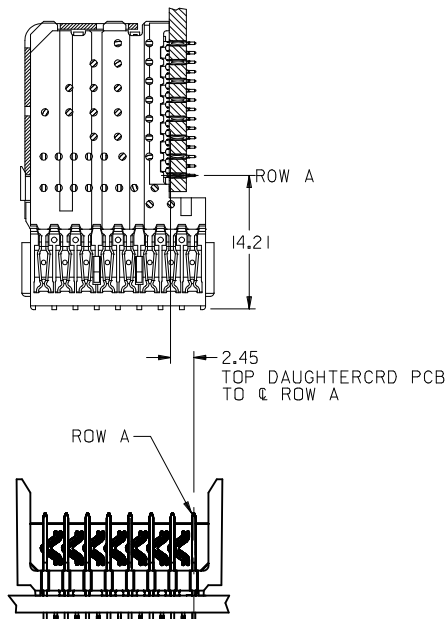 ROW A
14.21
2.45
TOP DAUGHTERCRD PCB
TO ℄ ROW A
ROW A